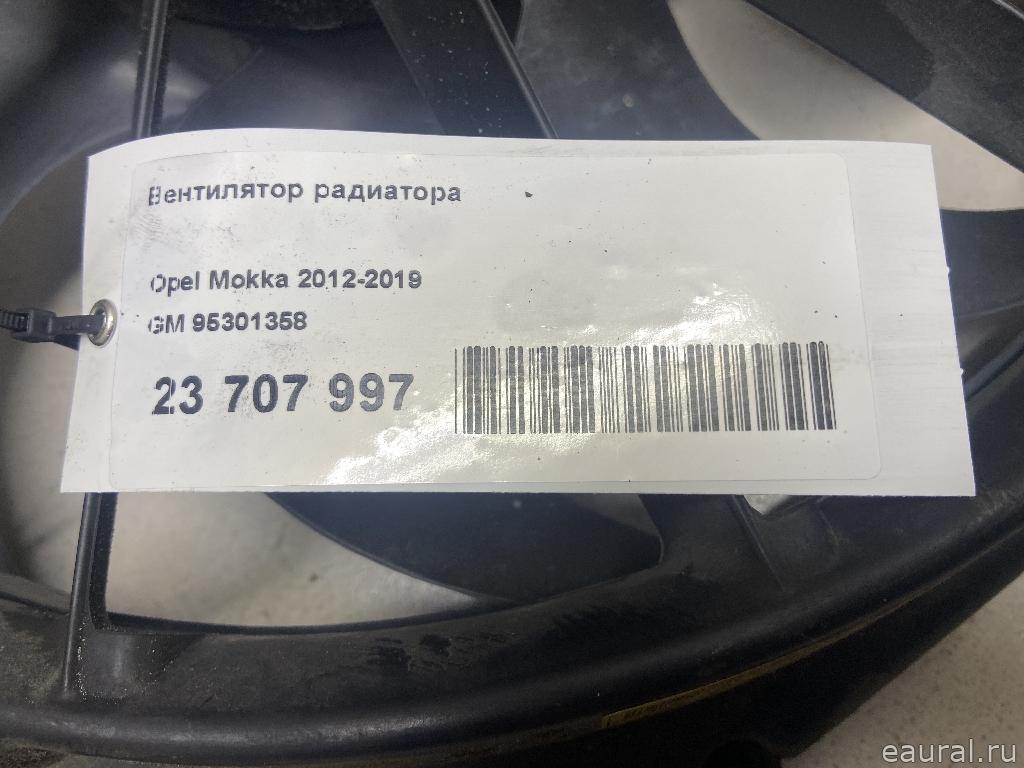 Вентилятор радиатора
Opel Mokka 2012-2019
GM 95301358
23 707 997
eaural.ru